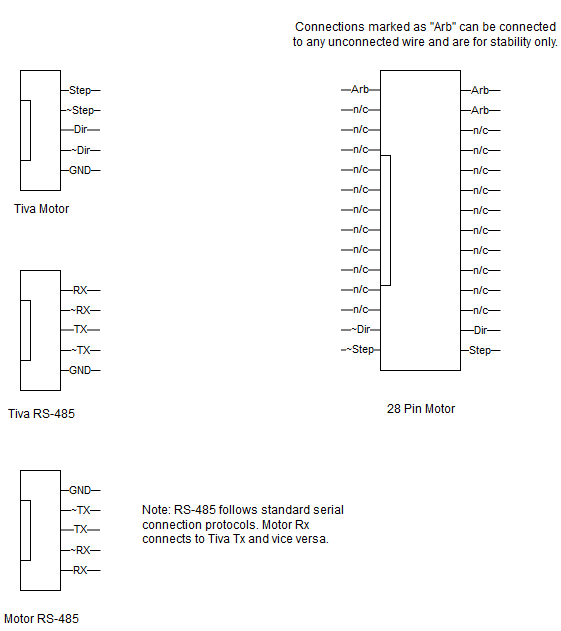 Connections marked as "Arb" can be connected
to any unconnected wire and are for stability only.
Step
~Step
Dir
~Dir
GND
Tiva Motor
Arb
n/c
n/c
n/c
n/c
n/c
n/c
n/c
n/c
n/c
n/c
n/c
~Dir
~Step
Arb
Arb
n/c
n/c
n/c
n/c
n/c
n/c
n/c
n/c
n/c
n/c
Dir
Step
28 Pin Motor
RX
~RX
TX
~TX
GND
Tiva RS-485
GND
~TX
TX
~RX
RX
Motor RS-485
Note: RS-485 follows standard serial
connection protocols. Motor Rx
connects to Tiva Tx and vice versa.